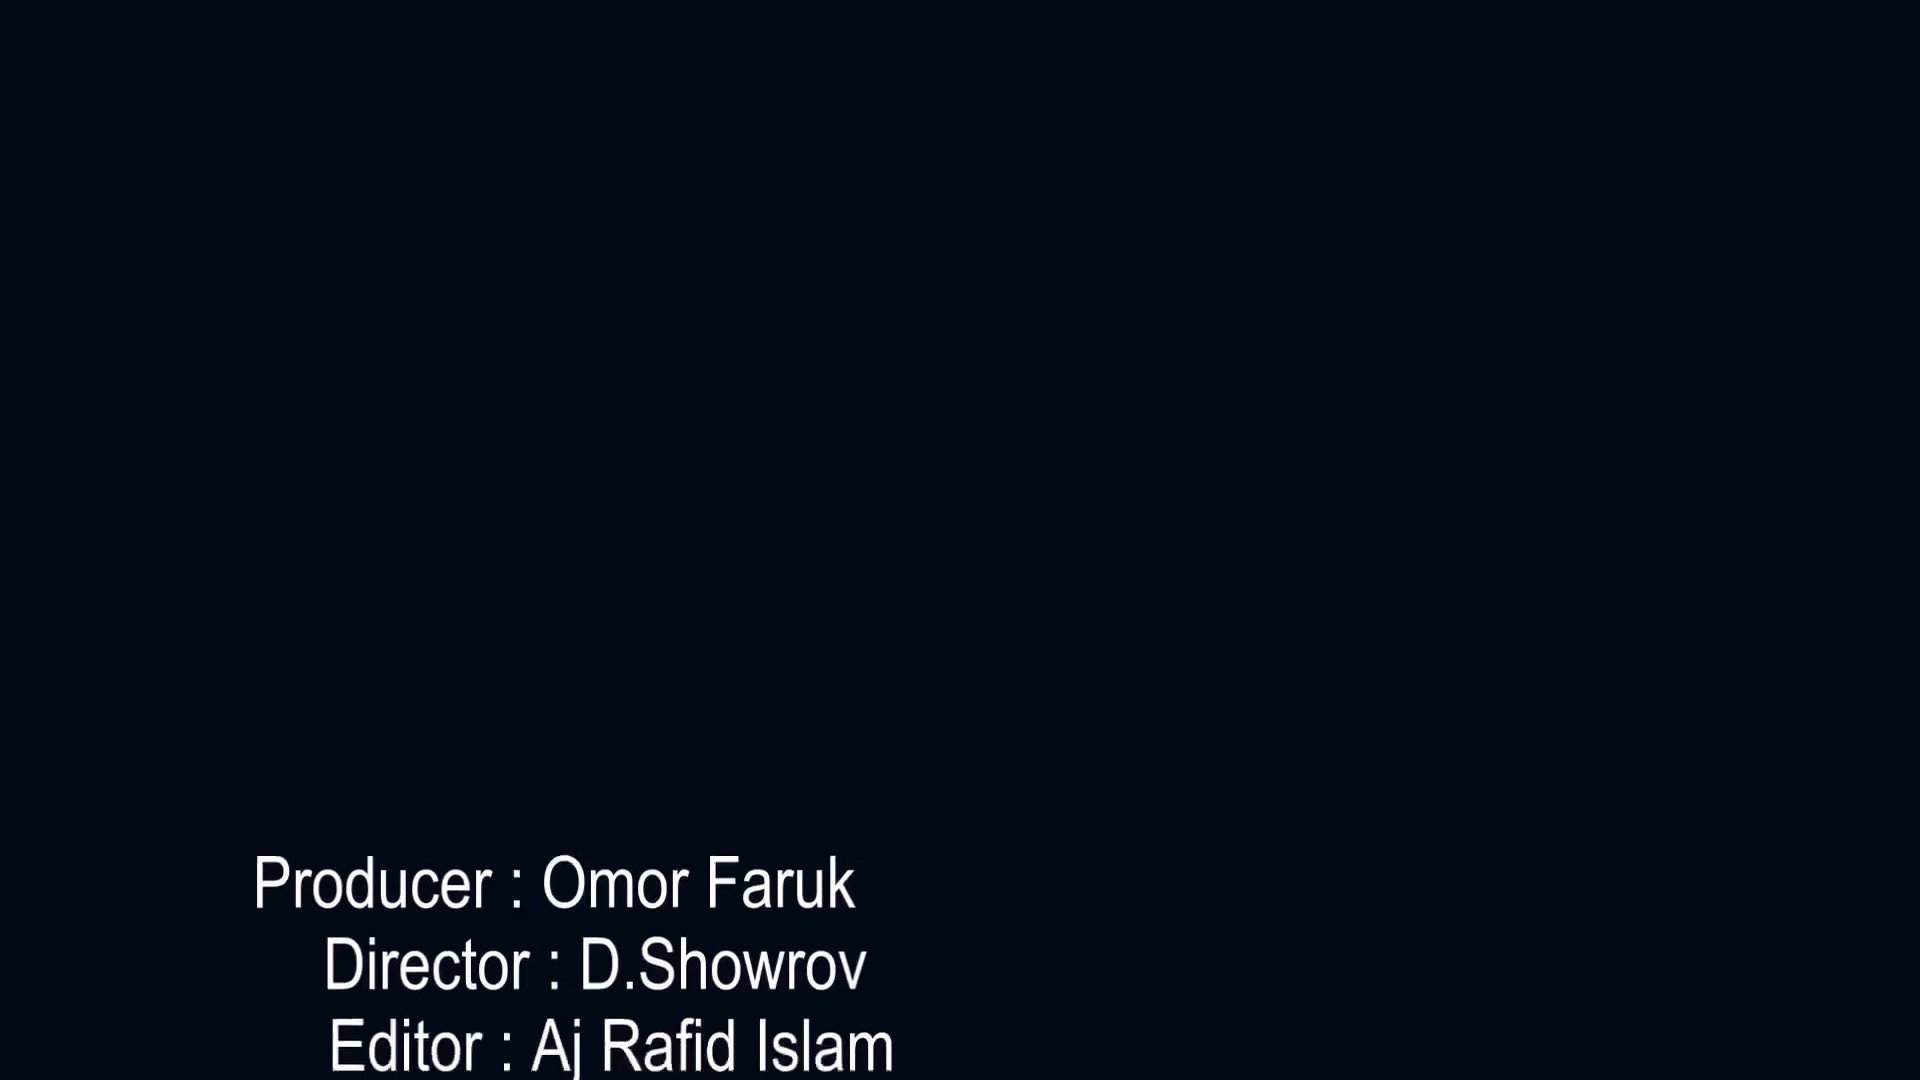 Producer : Omor Faruk
Director : D.Showrov
Editor : Aj Rafid Islam